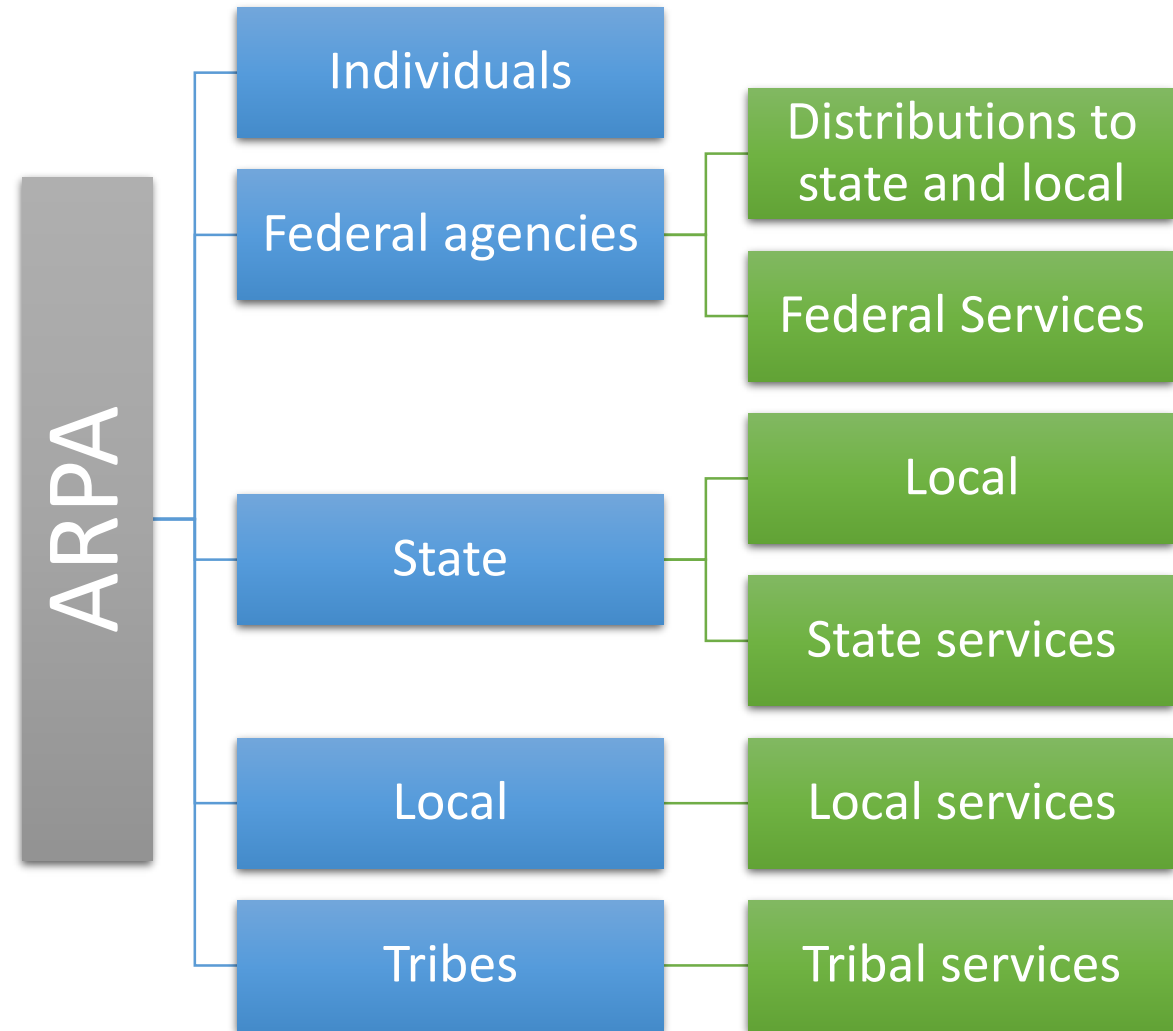 ARPA
Individuals
Federal agencies
Distributions to
state and local
Federal Services
State
Local
State services
Local
Local services
Tribes
Tribal services